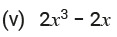 (v) 2x³ - 2x